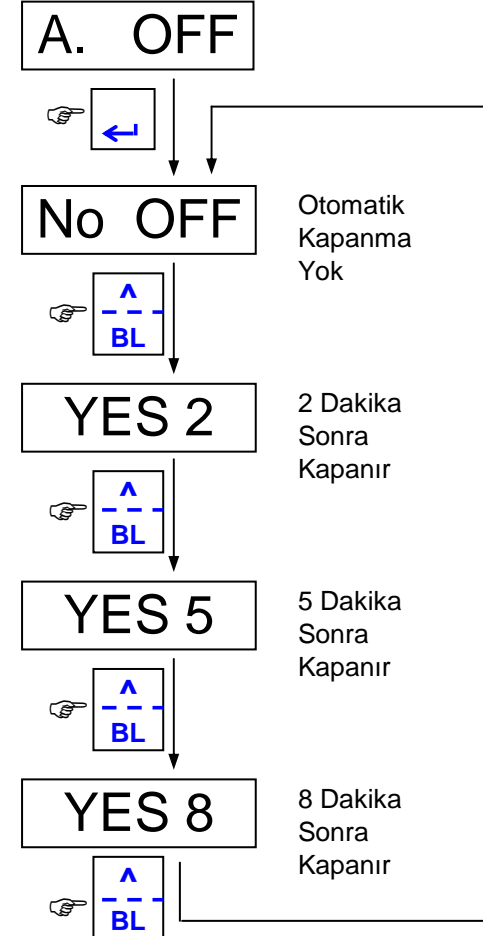 A. OFF
No OFF
Otomatik
Kapanma
Yok
^
BL
YES 2
2 Dakika
Sonra
Kapanır
^
BL
YES 5
5 Dakika
Sonra
Kapanır
^
BL
YES 8
8 Dakika
Sonra
Kapanır
^
BL